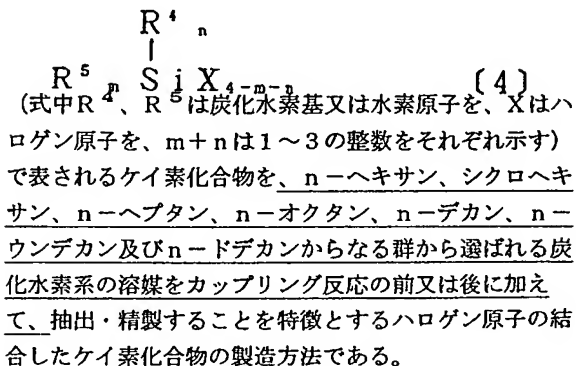 R⁴ n
|
R⁵ m S i X 4-m-n 〔4〕
(式中R⁴、R⁵は炭化水素基又は水素原子を、Xはハ
ロゲン原子を、m+nは1～3の整数をそれぞれ示す)
で表されるケイ素化合物を、n-ヘキサン、シクロヘキ
サン、n-ヘプタン、n-オクタン、n-デカン、n-
ウンデカン及びn-ドデカンからなる群から選ばれる炭
化水素系の溶媒をカップリング反応の前又は後に加え
て、抽出・精製することを特徴とするハロゲン原子の結
合したケイ素化合物の製造方法である。